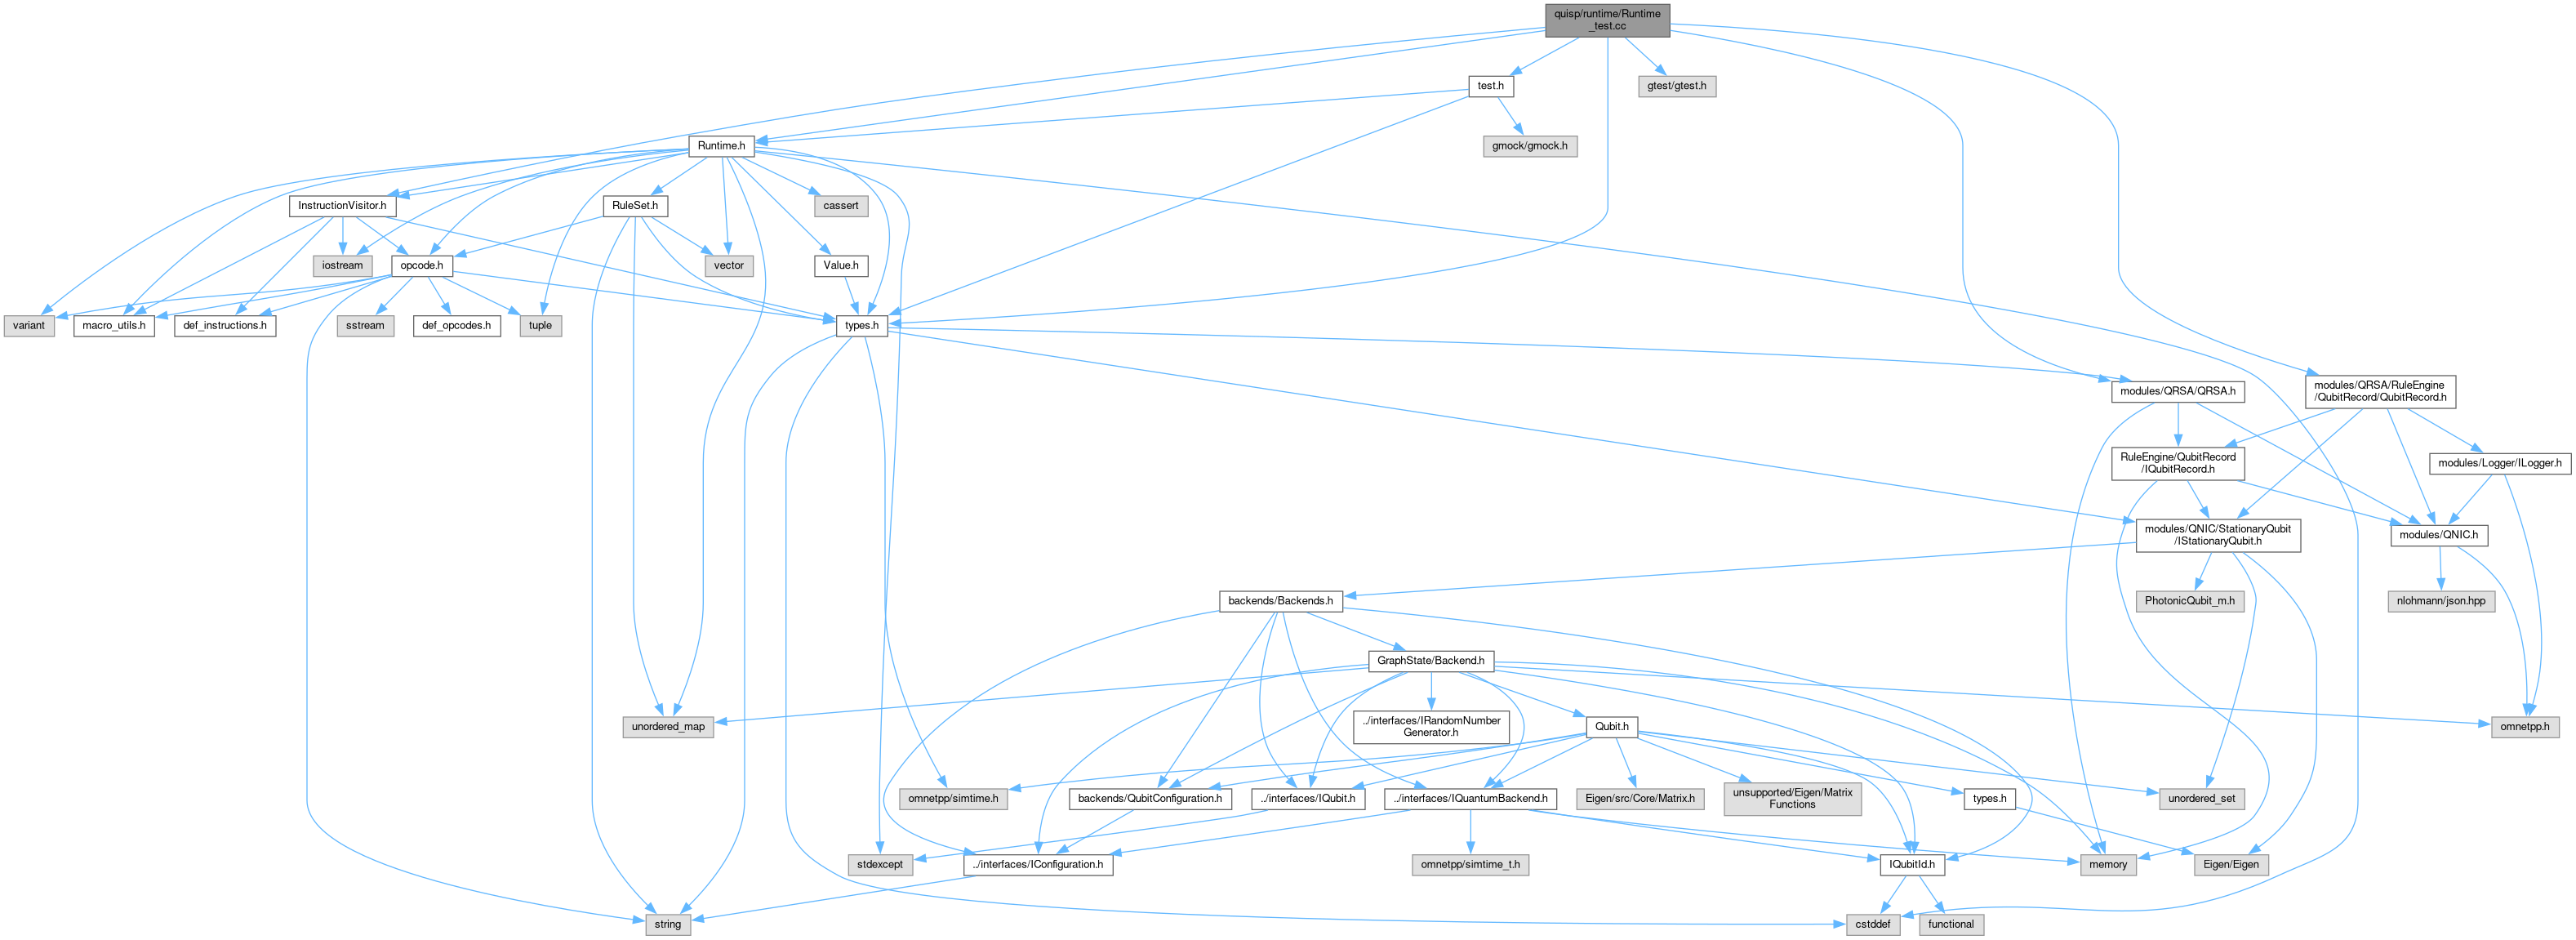 quisp/runtime/Runtime
_test.cc
test.h
gtest/gtest.h
Runtime.h
gmock/gmock.h
InstructionVisitor.h
RuleSet.h
cassert
iostream
opcode.h
vector
Value.h
variant
macro_utils.h
def_instructions.h
sstream
def_opcodes.h
tuple
types.h
modules/QRSA/QRSA.h
modules/QRSA/RuleEngine
/QubitRecord/QubitRecord.h
RuleEngine/QubitRecord
/IQubitRecord.h
modules/Logger/ILogger.h
modules/QNIC/StationaryQubit
/IStationaryQubit.h
modules/QNIC.h
backends/Backends.h
PhotonicQubit_m.h
nlohmann/json.hpp
GraphState/Backend.h
unordered_map
../interfaces/IRandomNumber
Generator.h
Qubit.h
omnetpp.h
omnetpp/simtime.h
backends/QubitConfiguration.h
../interfaces/IQubit.h
../interfaces/IQuantumBackend.h
Eigen/src/Core/Matrix.h
unsupported/Eigen/Matrix
Functions
types.h
unordered_set
stdexcept
../interfaces/IConfiguration.h
omnetpp/simtime_t.h
IQubitId.h
memory
Eigen/Eigen
string
cstddef
functional